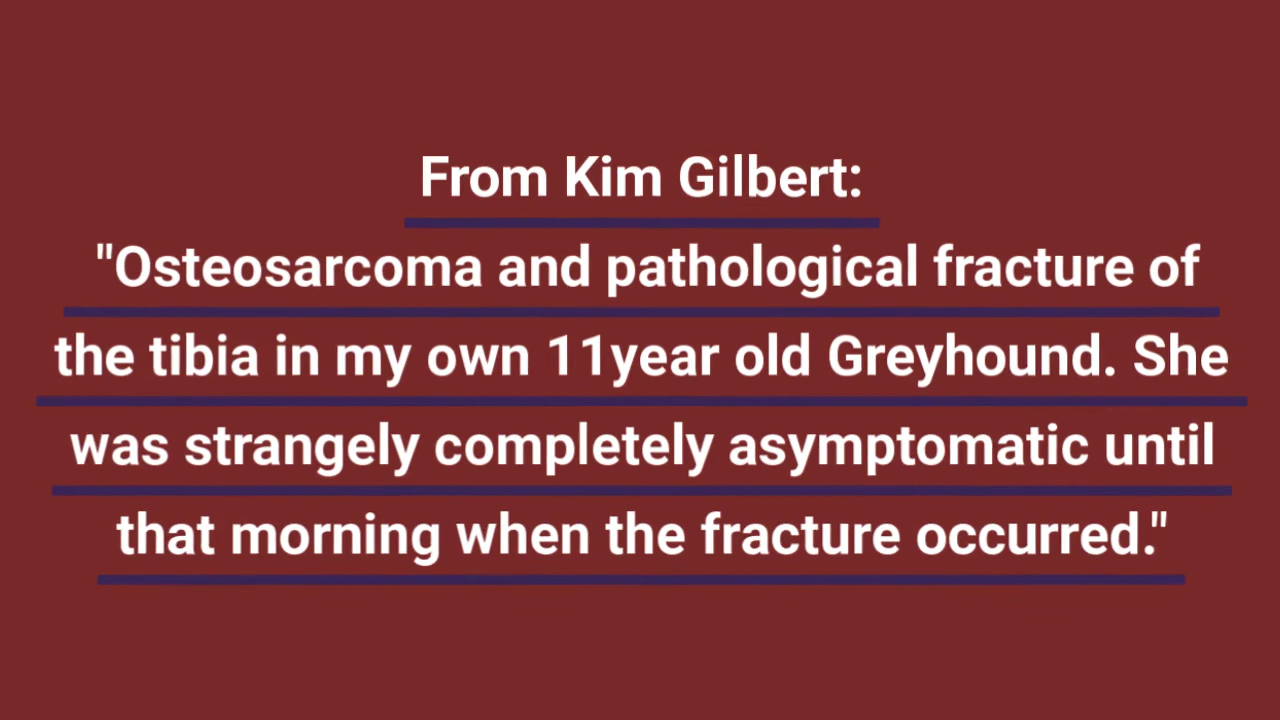 From Kim Gilbert:
"Osteosarcoma and pathological fracture of
the tibia in my own 11year old Greyhound. She
was strangely completely asymptomatic until
that morning when the fracture occurred."